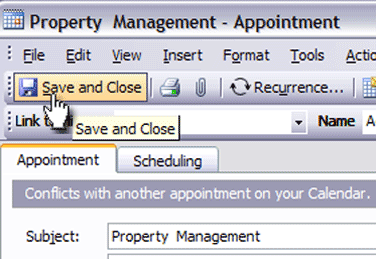 Property Management - Appointment
File Edit View Insert Format Tools Actio
Save and Close Recurrence...
Link t Name A
Save and Close
Appointment Scheduling
Conflicts with another appointment on your Calendar.
Subject: Property Management